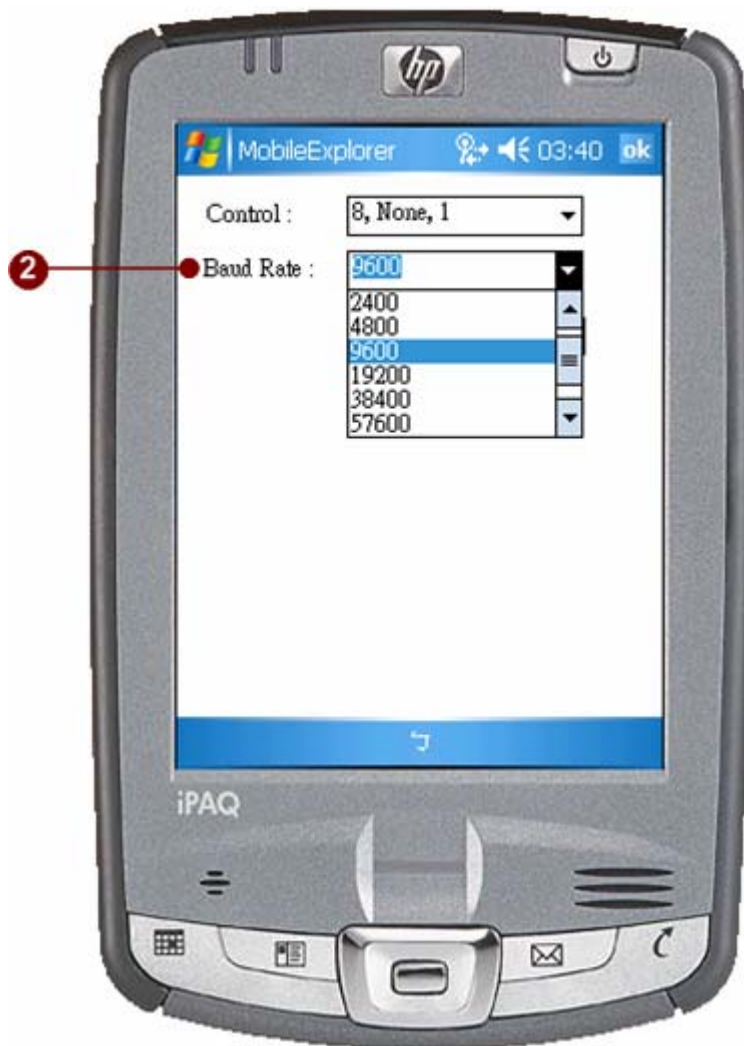 hp
MobileExplorer 03:40 ok
Control : 8, None, 1
2 Baud Rate : 9600
2400
4800
9600
19200
38400
57600
iPAQ